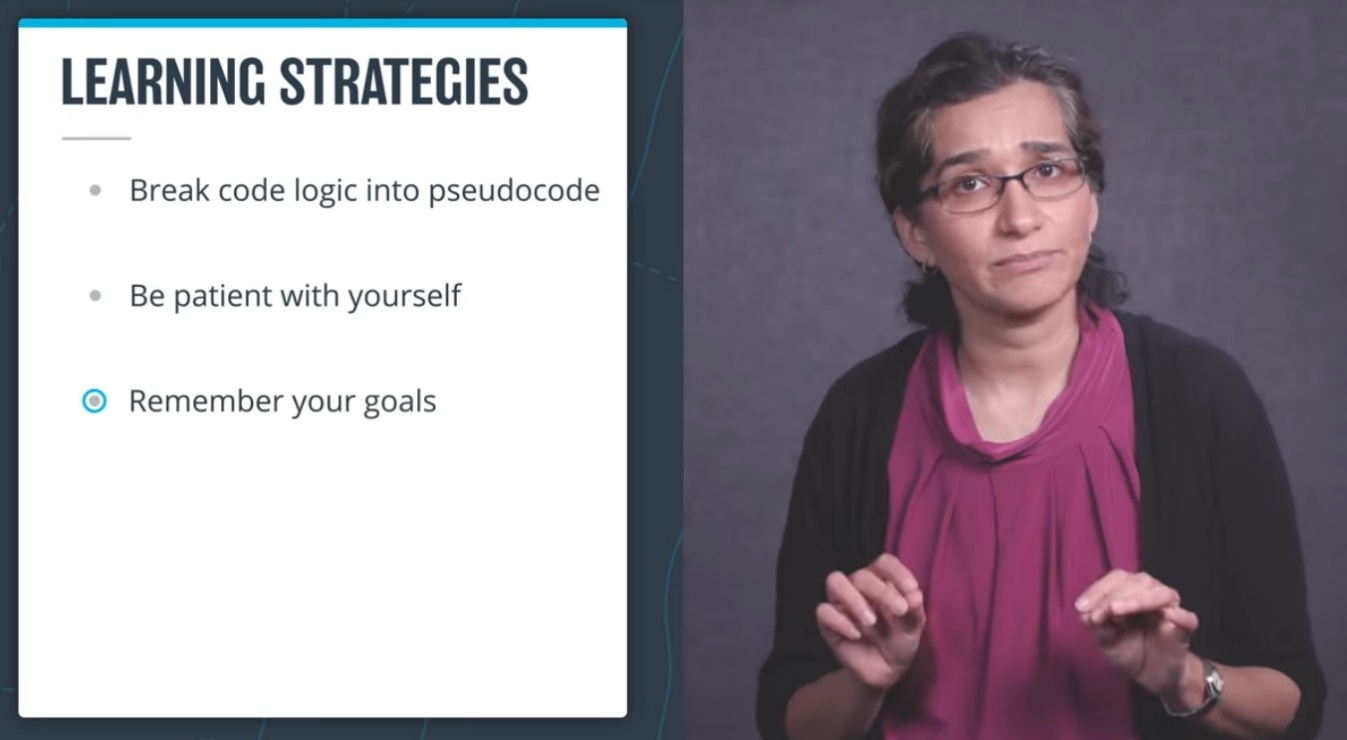 LEARNING STRATEGIES
Break code logic into pseudocode
Be patient with yourself
Remember your goals